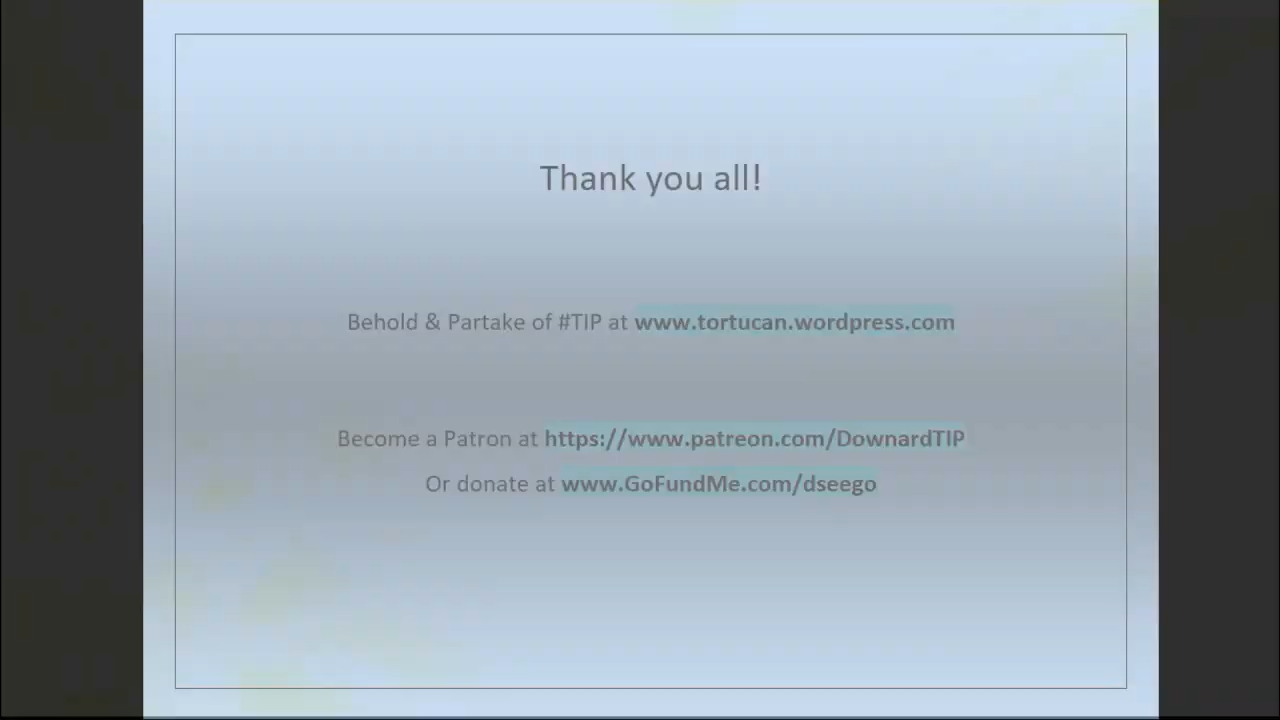 Thank you all!
Behold & Partake of #TIP at www.tortucan.wordpress.com
Become a Patron at https://www.patreon.com/DownardTIP
Or donate at www.GoFundMe.com/dseego